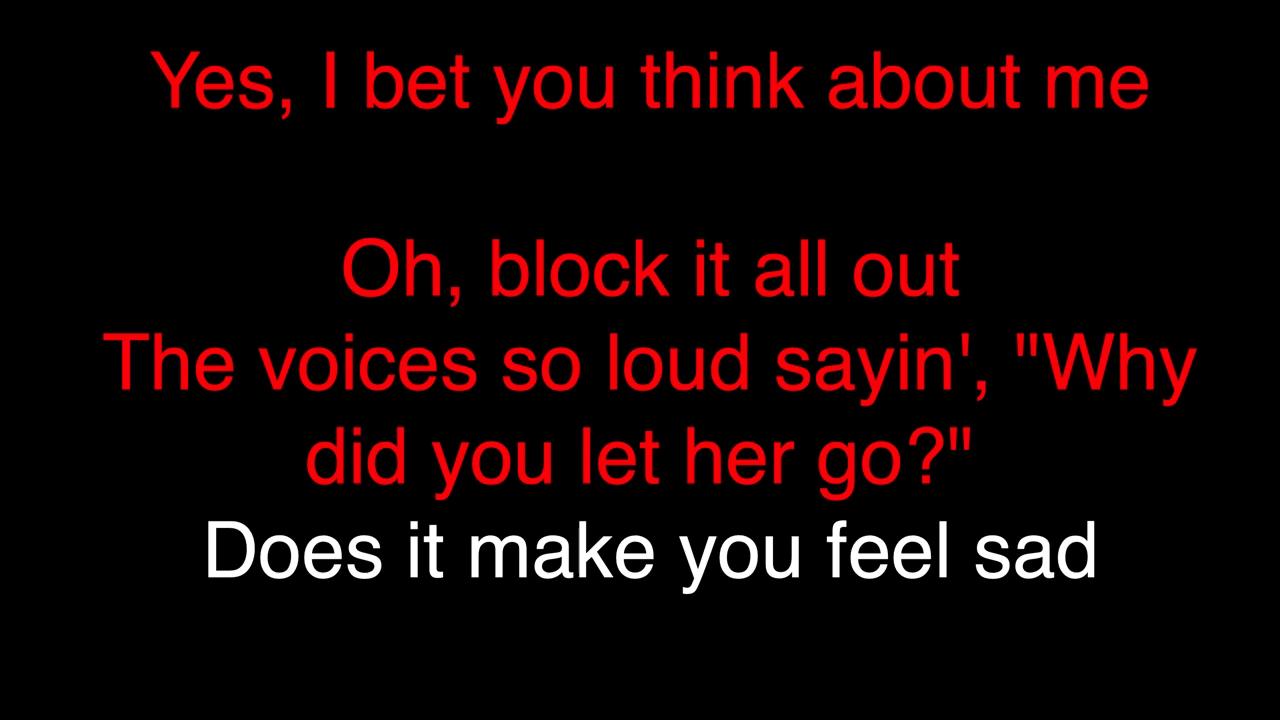 Yes, I bet you think about me
Oh, block it all out
The voices so loud sayin', "Why
did you let her go?"
Does it make you feel sad